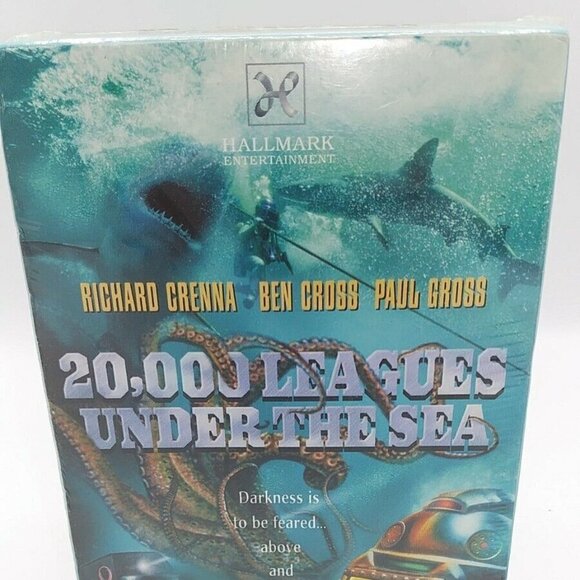 HALLMARK
ENTERTAINMENT
RICHARD CRENNA BEN CROSS PAUL GROSS
20,000 LEAGUES
UNDER THE SEA
Darkness is
to be feared...
above
and